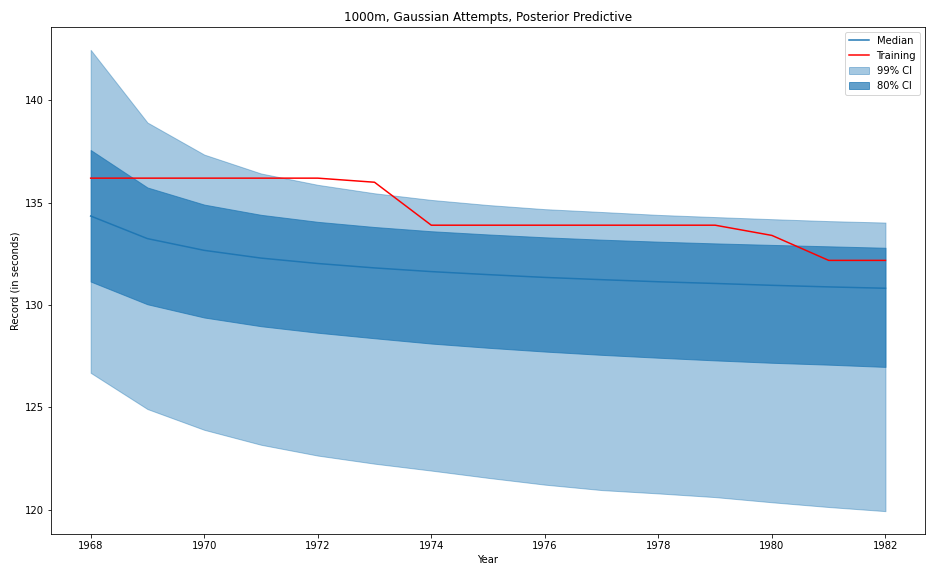 1000m, Gaussian Attempts, Posterior Predictive
Median
Training
99% CI
80% CI
140
135
130
125
120
Record (in seconds)
1968
1970
1972
1974
1976
1978
1980
1982
Year